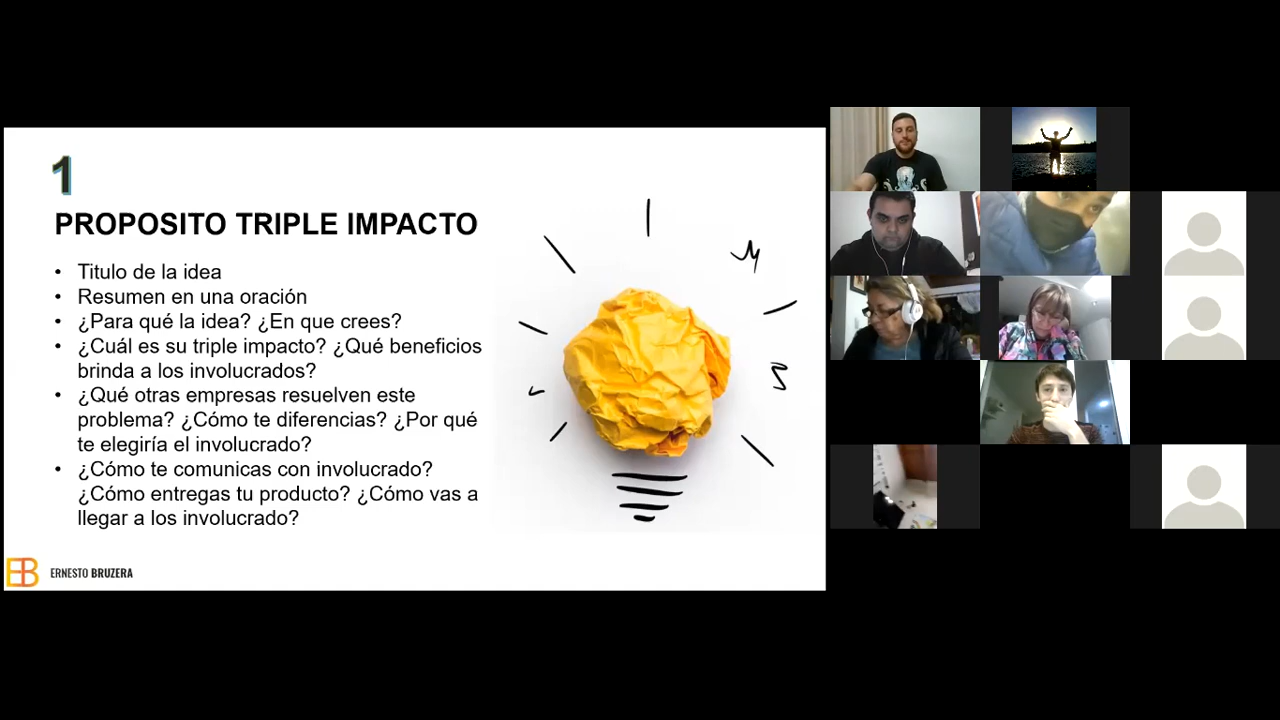 1
PROPOSITO TRIPLE IMPACTO
• Titulo de la idea
• Resumen en una oración
• ¿Para qué la idea? ¿En que crees?
• ¿Cuál es su triple impacto? ¿Qué beneficios
brinda a los involucrados?
• ¿Qué otras empresas resuelven este
problema? ¿Cómo te diferencias? ¿Por qué
te elegiría el involucrado?
• ¿Cómo te comunicas con involucrado?
¿Cómo entregas tu producto? ¿Cómo vas a
llegar a los involucrado?
EB ERNESTO BRUZERA